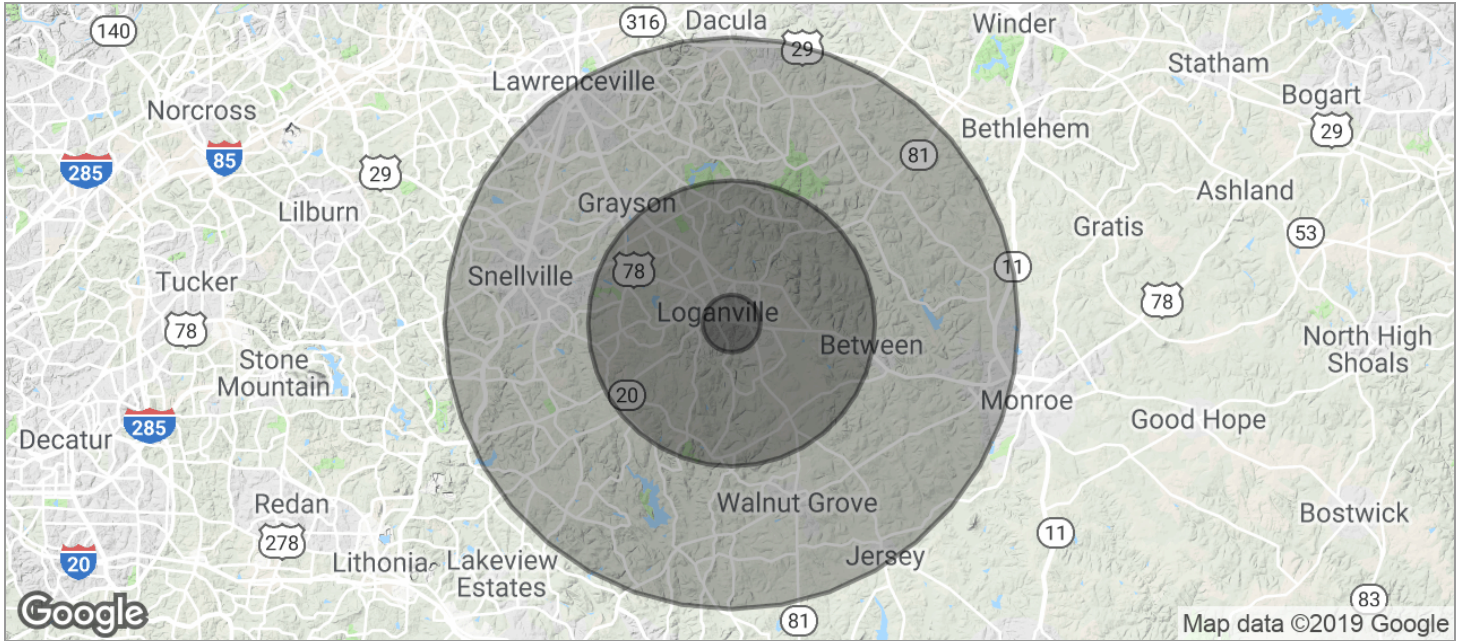 316
Dacula
Winder
140
29
Statham
Lawrenceville
Bogart
Norcross
Bethlehem
29
81
285
85
29
Ashland
Grayson
Lilburn
Gratis
53
78
11
Snellville
Tucker
78
Loganville
78
North High
Shoals
Between
Stone
Mountain
20
Monroe
Good Hope
285
Decatur
Redan
Walnut Grove
Bostwick
278
11
Jersey
20
Lithonia
Lakeview
Estates
83
Google
81
Map data ©2019 Google